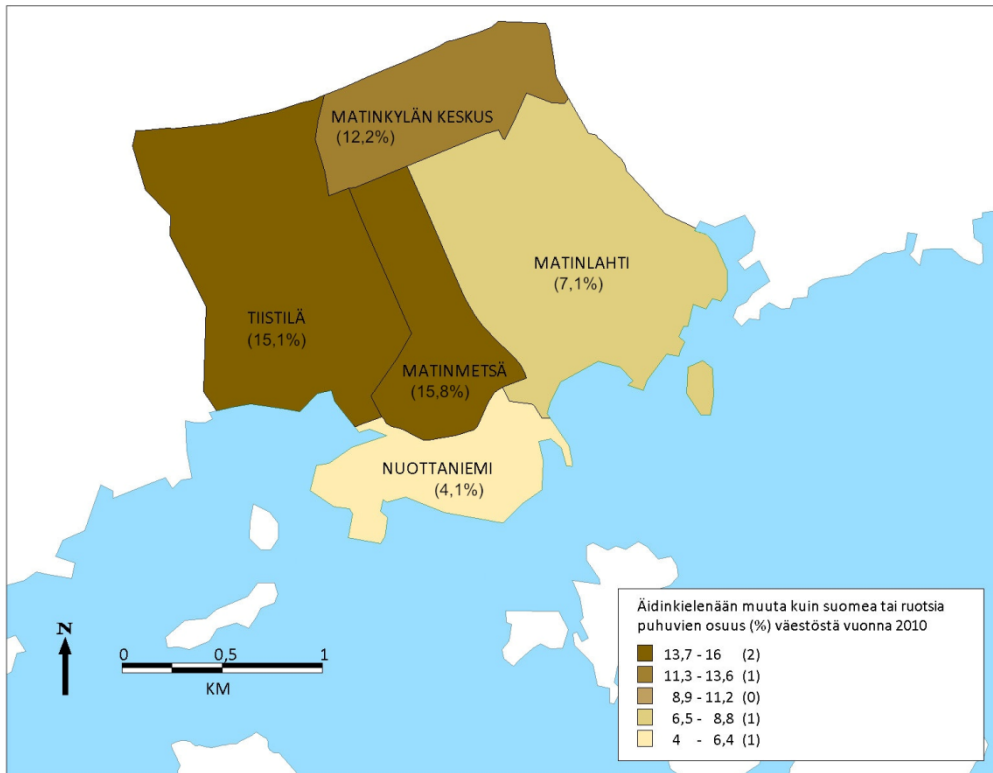 MATINKYLÄN KESKUS
(12,2%)
MATINLAHTI
(7,1%)
TIISTILÄ
(15,1%)
MATINMETSÄ
(15,8%)
NUOTTANIEMI
(4,1%)
N
0 0,5 1
KM
Äidinkielenään muuta kuin suomea tai ruotsia
puhuvien osuus (%) väestöstä vuonna 2010
13,7 - 16 (2)
11,3 - 13,6 (1)
8,9 - 11,2 (0)
6,5 - 8,8 (1)
4 - 6,4 (1)